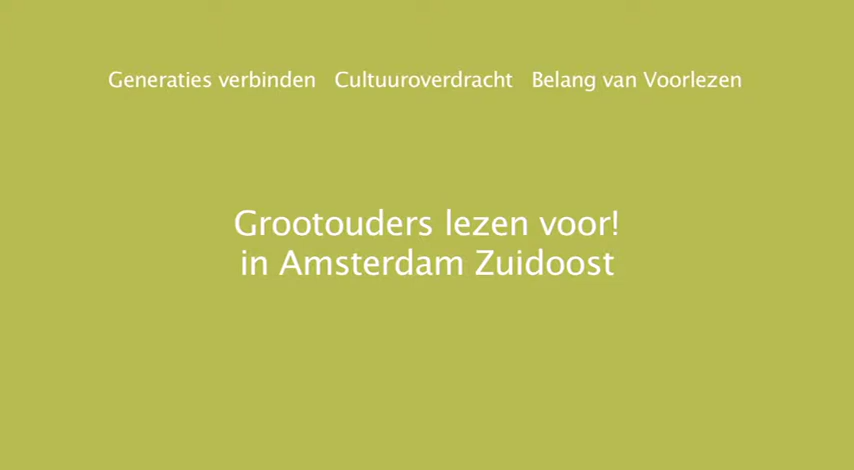 Generaties verbinden Cultuuroverdracht Belang van Voorlezen
Grootouders lezen voor!
in Amsterdam Zuidoost